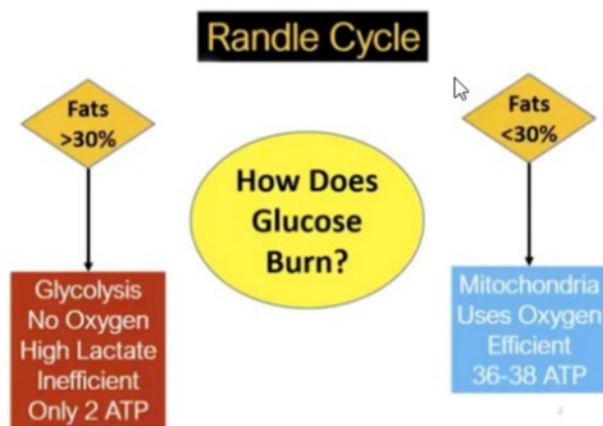 Randle Cycle
Fats
>30%
Fats
<30%
How Does
Glucose
Burn?
Glycolysis
No Oxygen
High Lactate
Inefficient
Only 2 ATP
Mitochondria
Uses Oxygen
Efficient
36-38 ATP
2